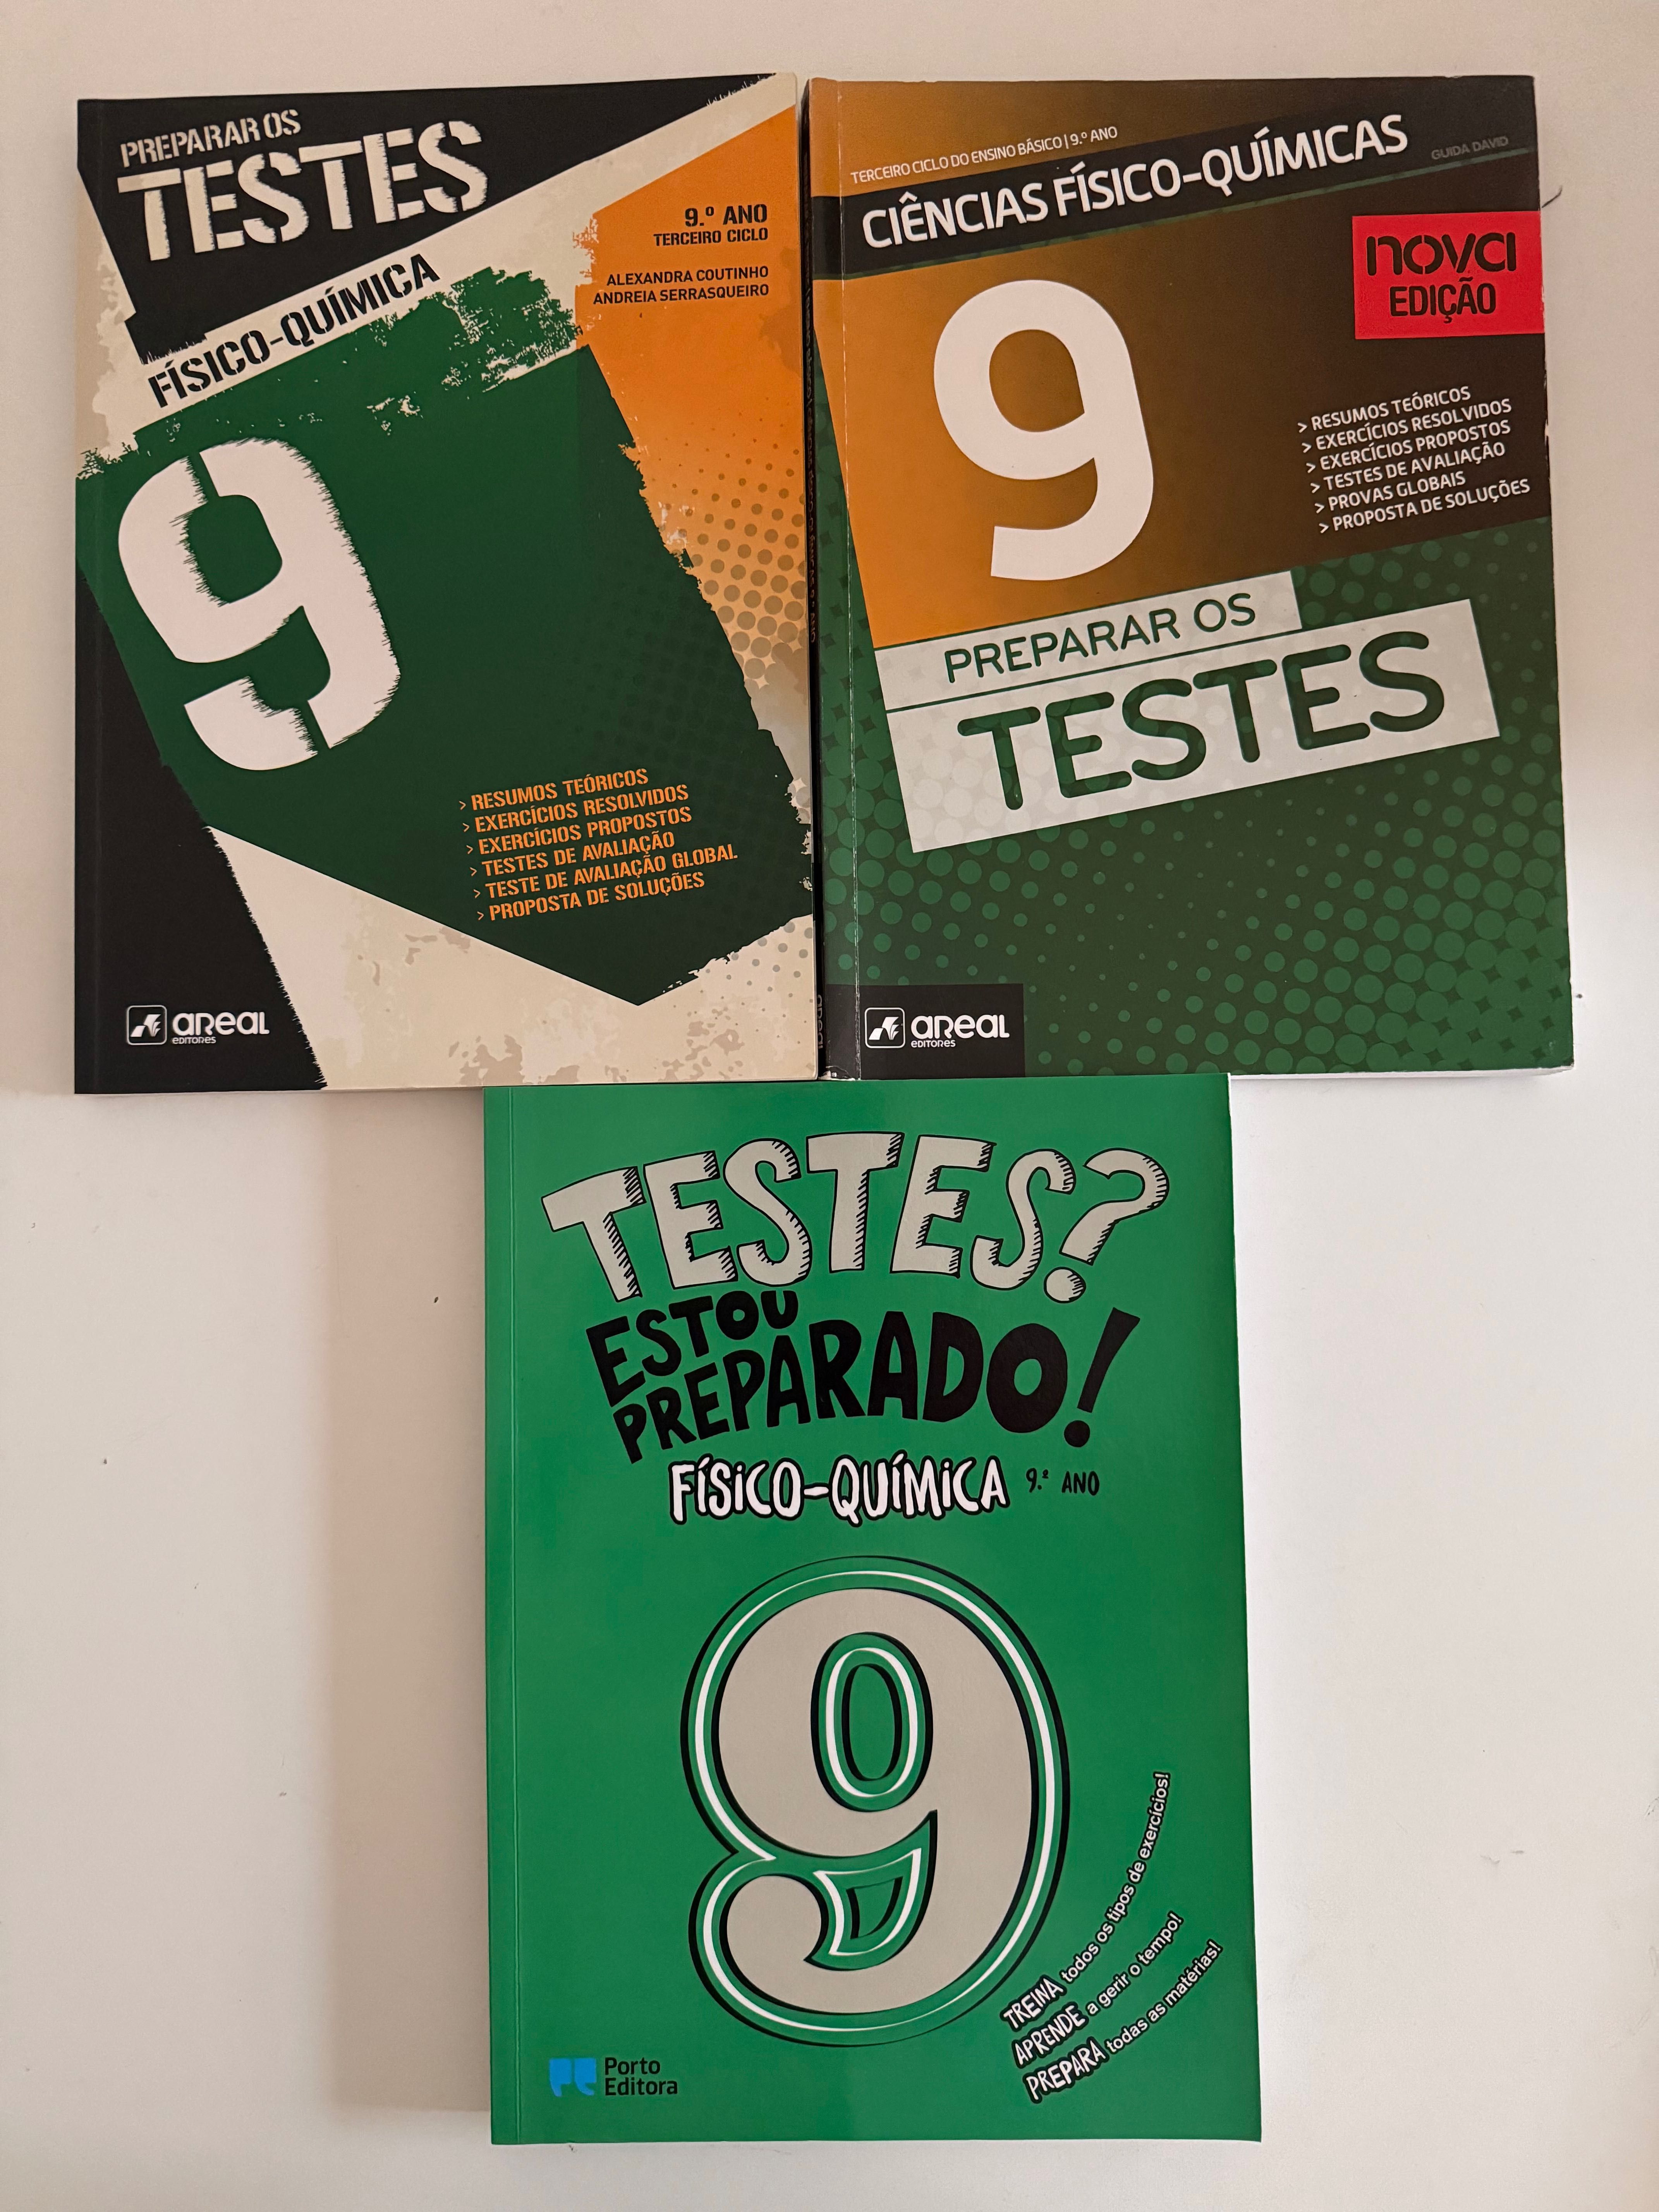 PREPARAR OS
TESTES
FÍSICO-QUÍMICA
9.º ANO
TERCEIRO CICLO
ALEXANDRA COUTINHO
ANDREIA SERRASQUEIRO
9
> RESUMOS TEÓRICOS
> EXERCÍCIOS RESOLVIDOS
> EXERCÍCIOS PROPOSTOS
> TESTES DE AVALIAÇÃO
> TESTE DE AVALIAÇÃO GLOBAL
> PROPOSTA DE SOLUÇÕES
areal
EDITORES
TERCEIRO CICLO DO ENSINO BÁSICO | 9.º ANO
CIÊNCIAS FÍSICO-QUÍMICAS
GUIDA DAVID
nova
EDIÇÃO
9
> RESUMOS TEÓRICOS
> EXERCÍCIOS RESOLVIDOS
> EXERCÍCIOS PROPOSTOS
> TESTES DE AVALIAÇÃO
> PROVAS GLOBAIS
> PROPOSTA DE SOLUÇÕES
PREPARAR OS
TESTES
areal
EDITORES
TESTES?
ESTOU
PREPARADO!
FÍSICO-QUÍMICA 9.º ANO
9
TREINA todos os tipos de exercícios!
APRENDE a gerir o tempo!
PREPARA todas as matérias!
Porto
Editora